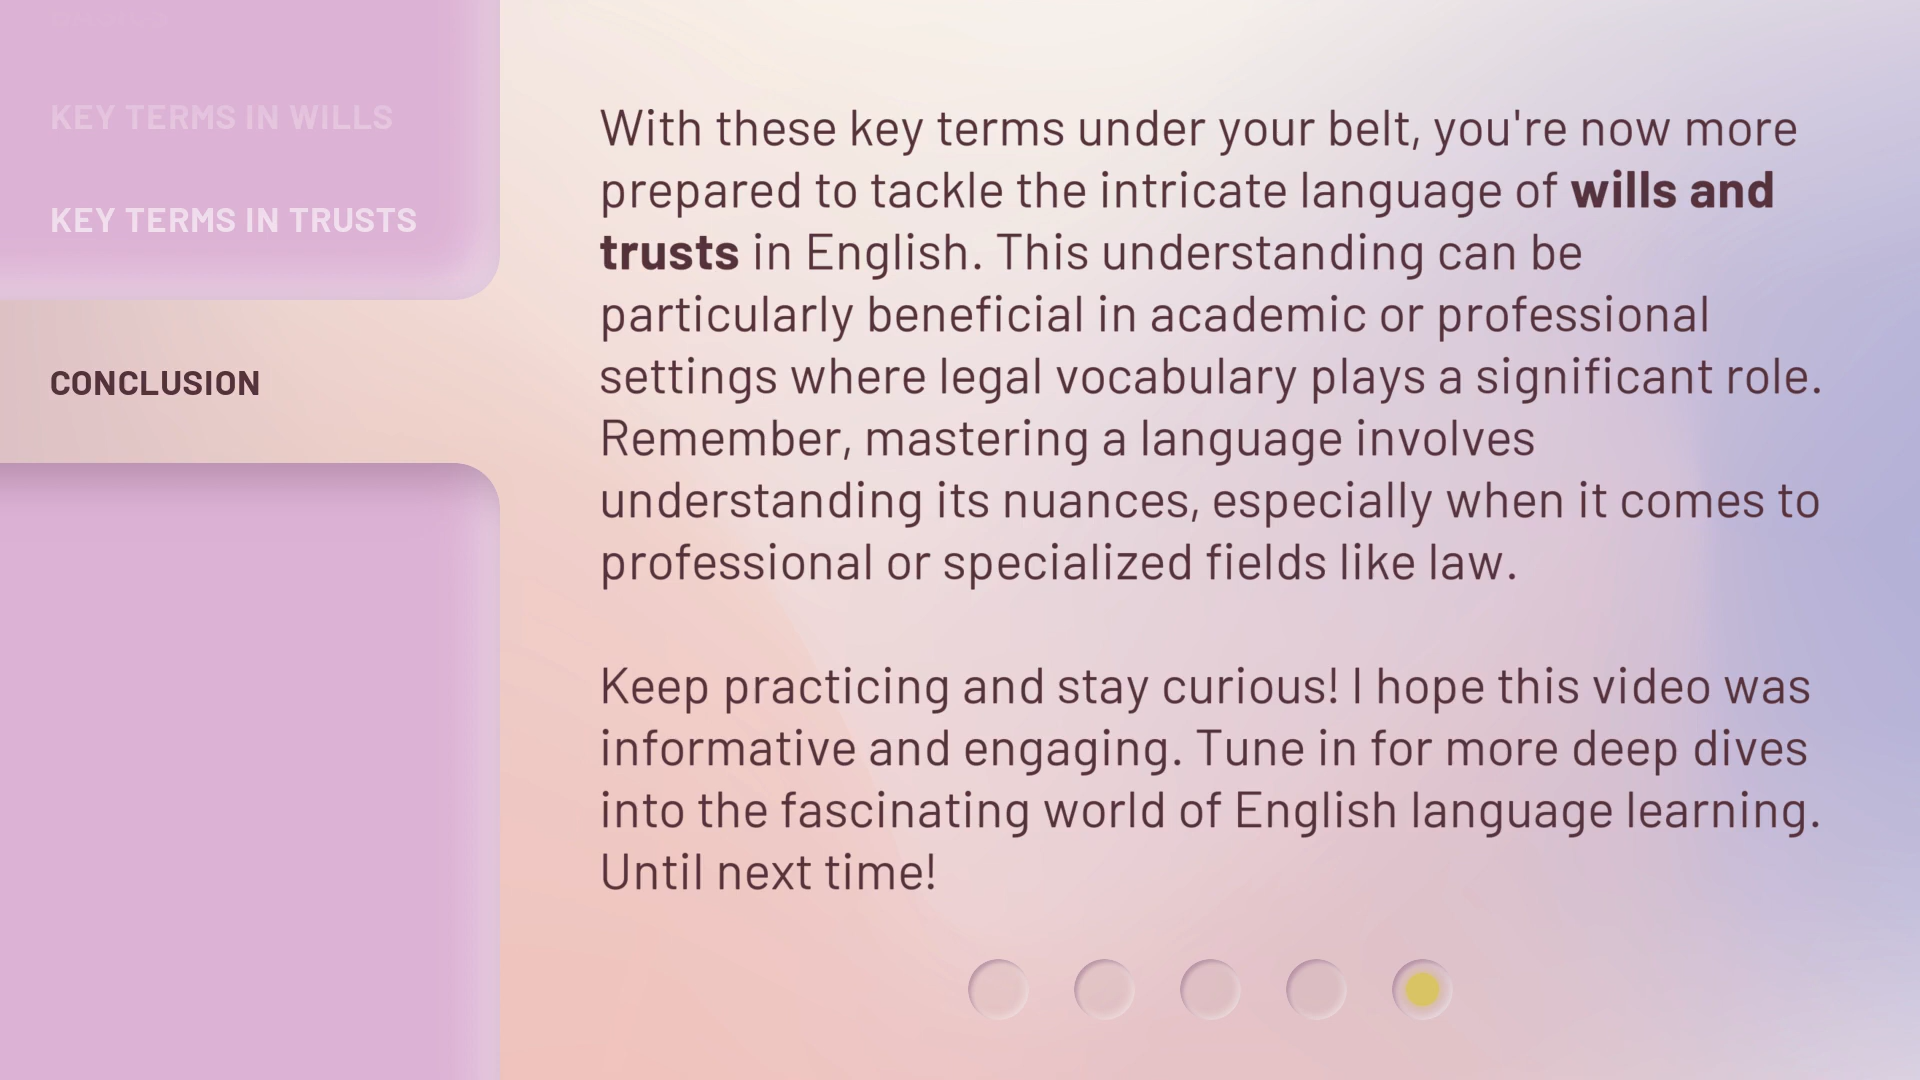 KEY TERMS IN WILLS
KEY TERMS IN TRUSTS
CONCLUSION
With these key terms under your belt, you're now more
prepared to tackle the intricate language of wills and
trusts in English. This understanding can be
particularly beneficial in academic or professional
settings where legal vocabulary plays a significant role.
Remember, mastering a language involves
understanding its nuances, especially when it comes to
professional or specialized fields like law.
Keep practicing and stay curious! I hope this video was
informative and engaging. Tune in for more deep dives
into the fascinating world of English language learning.
Until next time!